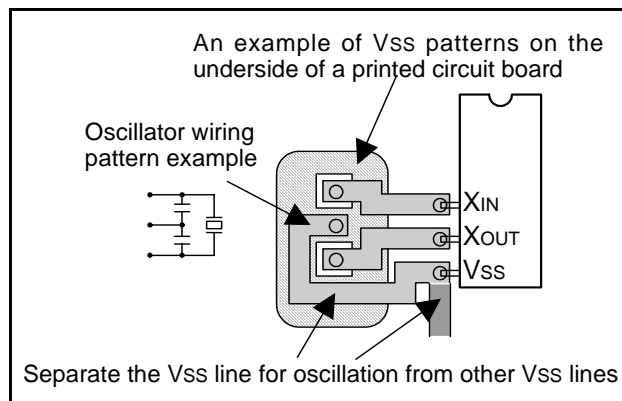 An example of VSS patterns on the
underside of a printed circuit board
Oscillator wiring
pattern example
XIN
XOUT
VSS
Separate the VSS line for oscillation from other VSS lines